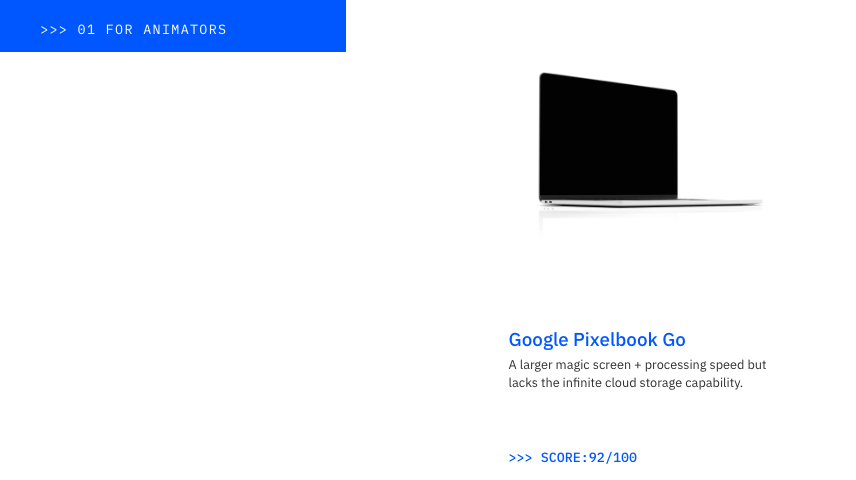 >>> 01 FOR ANIMATORS
Google Pixelbook Go
A larger magic screen + processing speed but
lacks the infinite cloud storage capability.
>>> SCORE:92/100